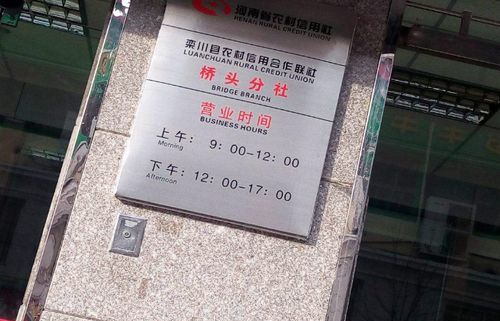 河南省农村信用社
HENAN RURAL CREDIT UNION
栾川县农村信用合作联社
LUANCHUAN RURAL CREDIT UNION
桥头分社
BRIDGE BRANCH
营业时间
BUSINESS HOURS
上午: 9:00-12:00
Morning
下午: 12:00-17:00
Afternoon